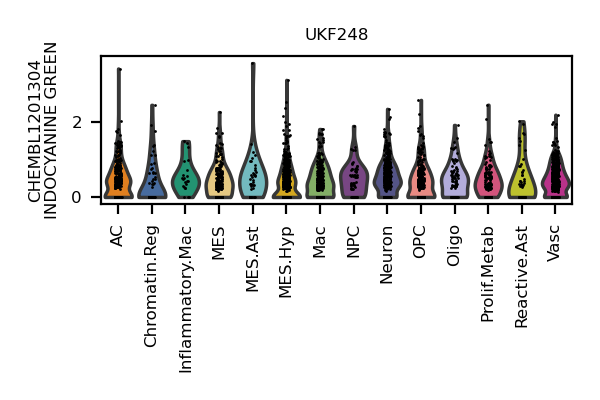 UKF248
CHEMBL1201304
INDOCYANINE GREEN
2
0
AC
Chromatin.Reg
Inflammatory.Mac
MES
MES.Ast
MES.Hyp
Mac
NPC
Neuron
OPC
Oligo
Prolif.Metab
Reactive.Ast
Vasc